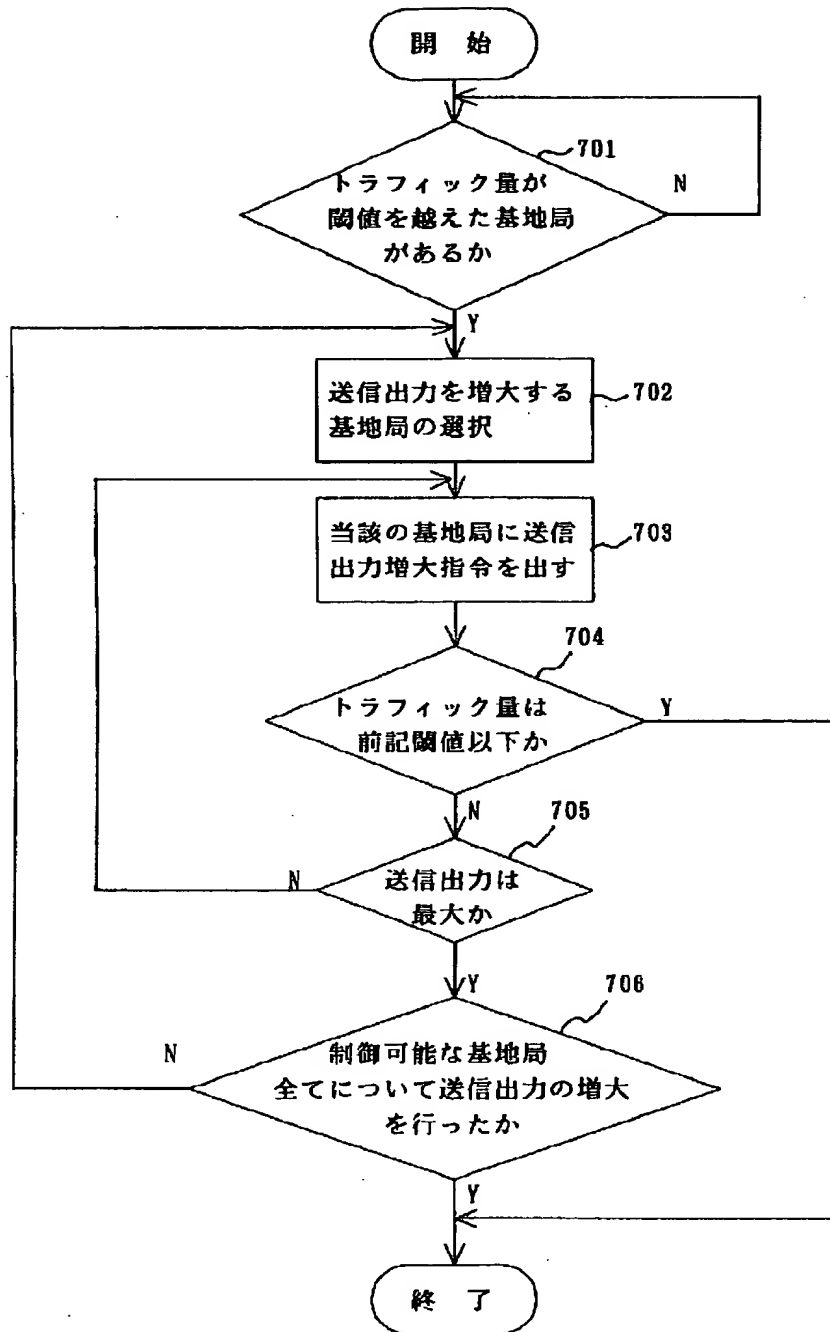 開 始
701
トラフィック量が
閾値を越えた基地局
があるか
N
Y
送信出力を増大する
基地局の選択
702
当該の基地局に送信
出力増大指令を出す
703
704
トラフィック量は
前記閾値以下か
Y
N
705
送信出力は
最大か
N
Y
706
制御可能な基地局
全てについて送信出力の増大
を行ったか
N
Y
終 了